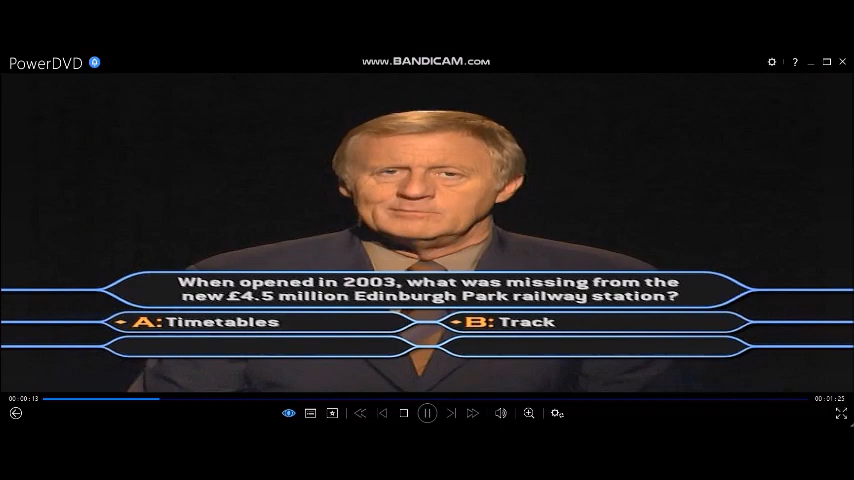 PowerDVD
www.BANDICAM.com
?
When opened in 2003, what was missing from the
new £4.5 million Edinburgh Park railway station?
A: Timetables
B: Track
00:00:13
00:01:25